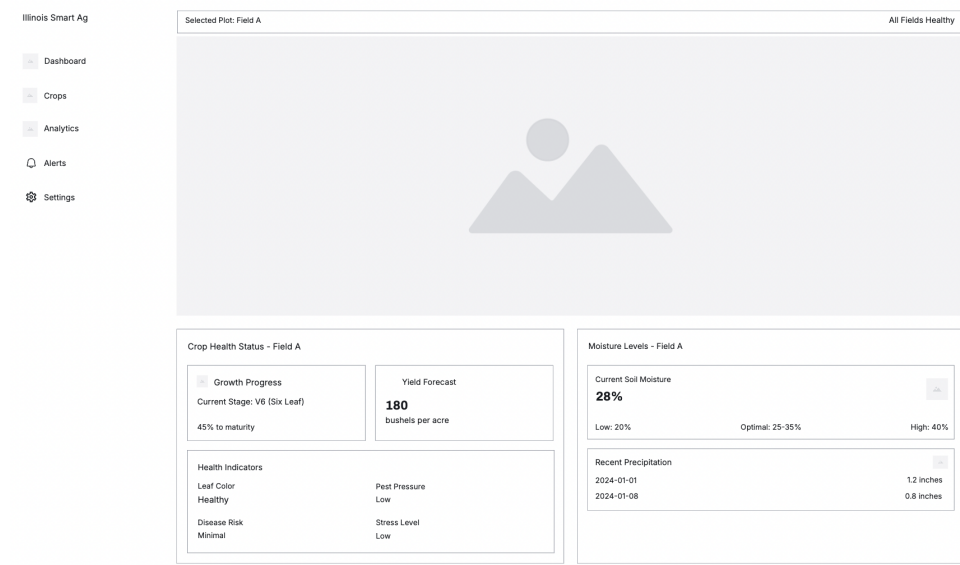 Illinois Smart Ag
Dashboard
Crops
Analytics
Alerts
Settings
Selected Plot: Field A
All Fields Healthy
Crop Health Status - Field A
Growth Progress
Current Stage: V6 (Six Leaf)
45% to maturity
Yield Forecast
180
bushels per acre
Health Indicators
Leaf Color
Healthy
Pest Pressure
Low
Disease Risk
Minimal
Stress Level
Low
Moisture Levels - Field A
Current Soil Moisture
28%
Low: 20% Optimal: 25-35% High: 40%
Recent Precipitation
2024-01-01 1.2 inches
2024-01-08 0.8 inches